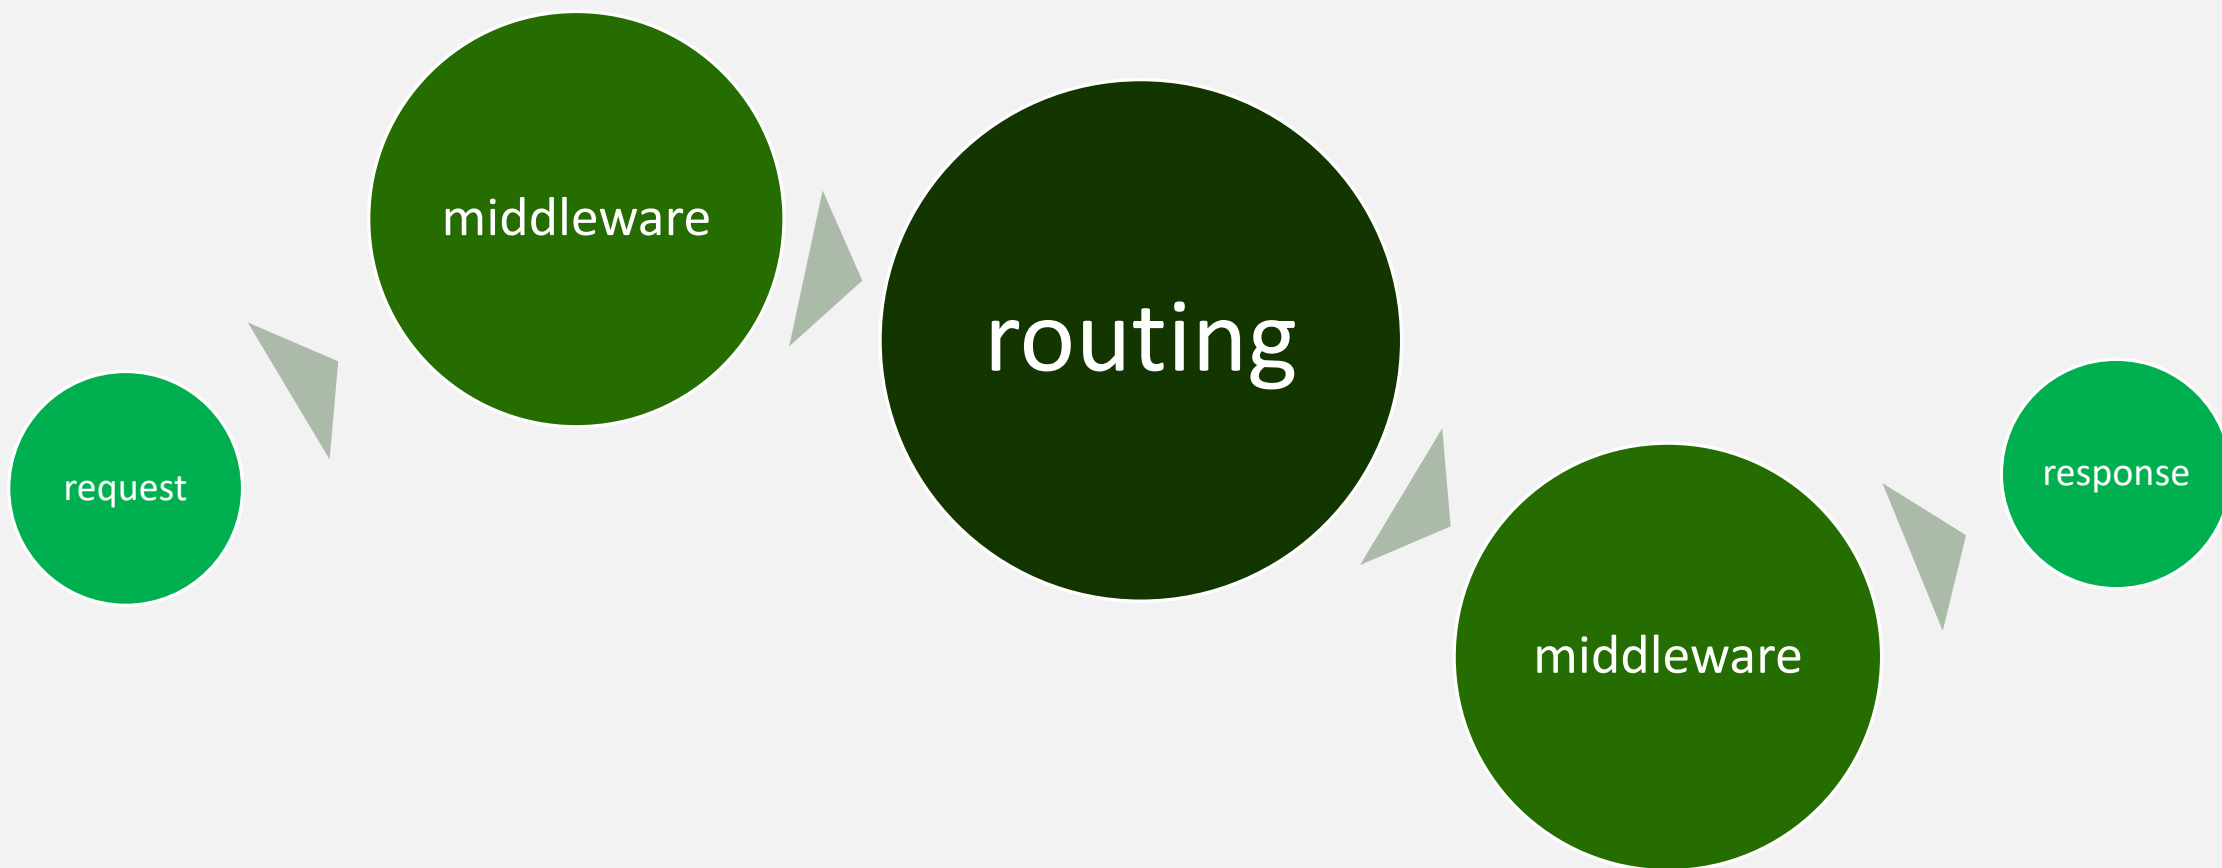 request
middleware
routing
middleware
response